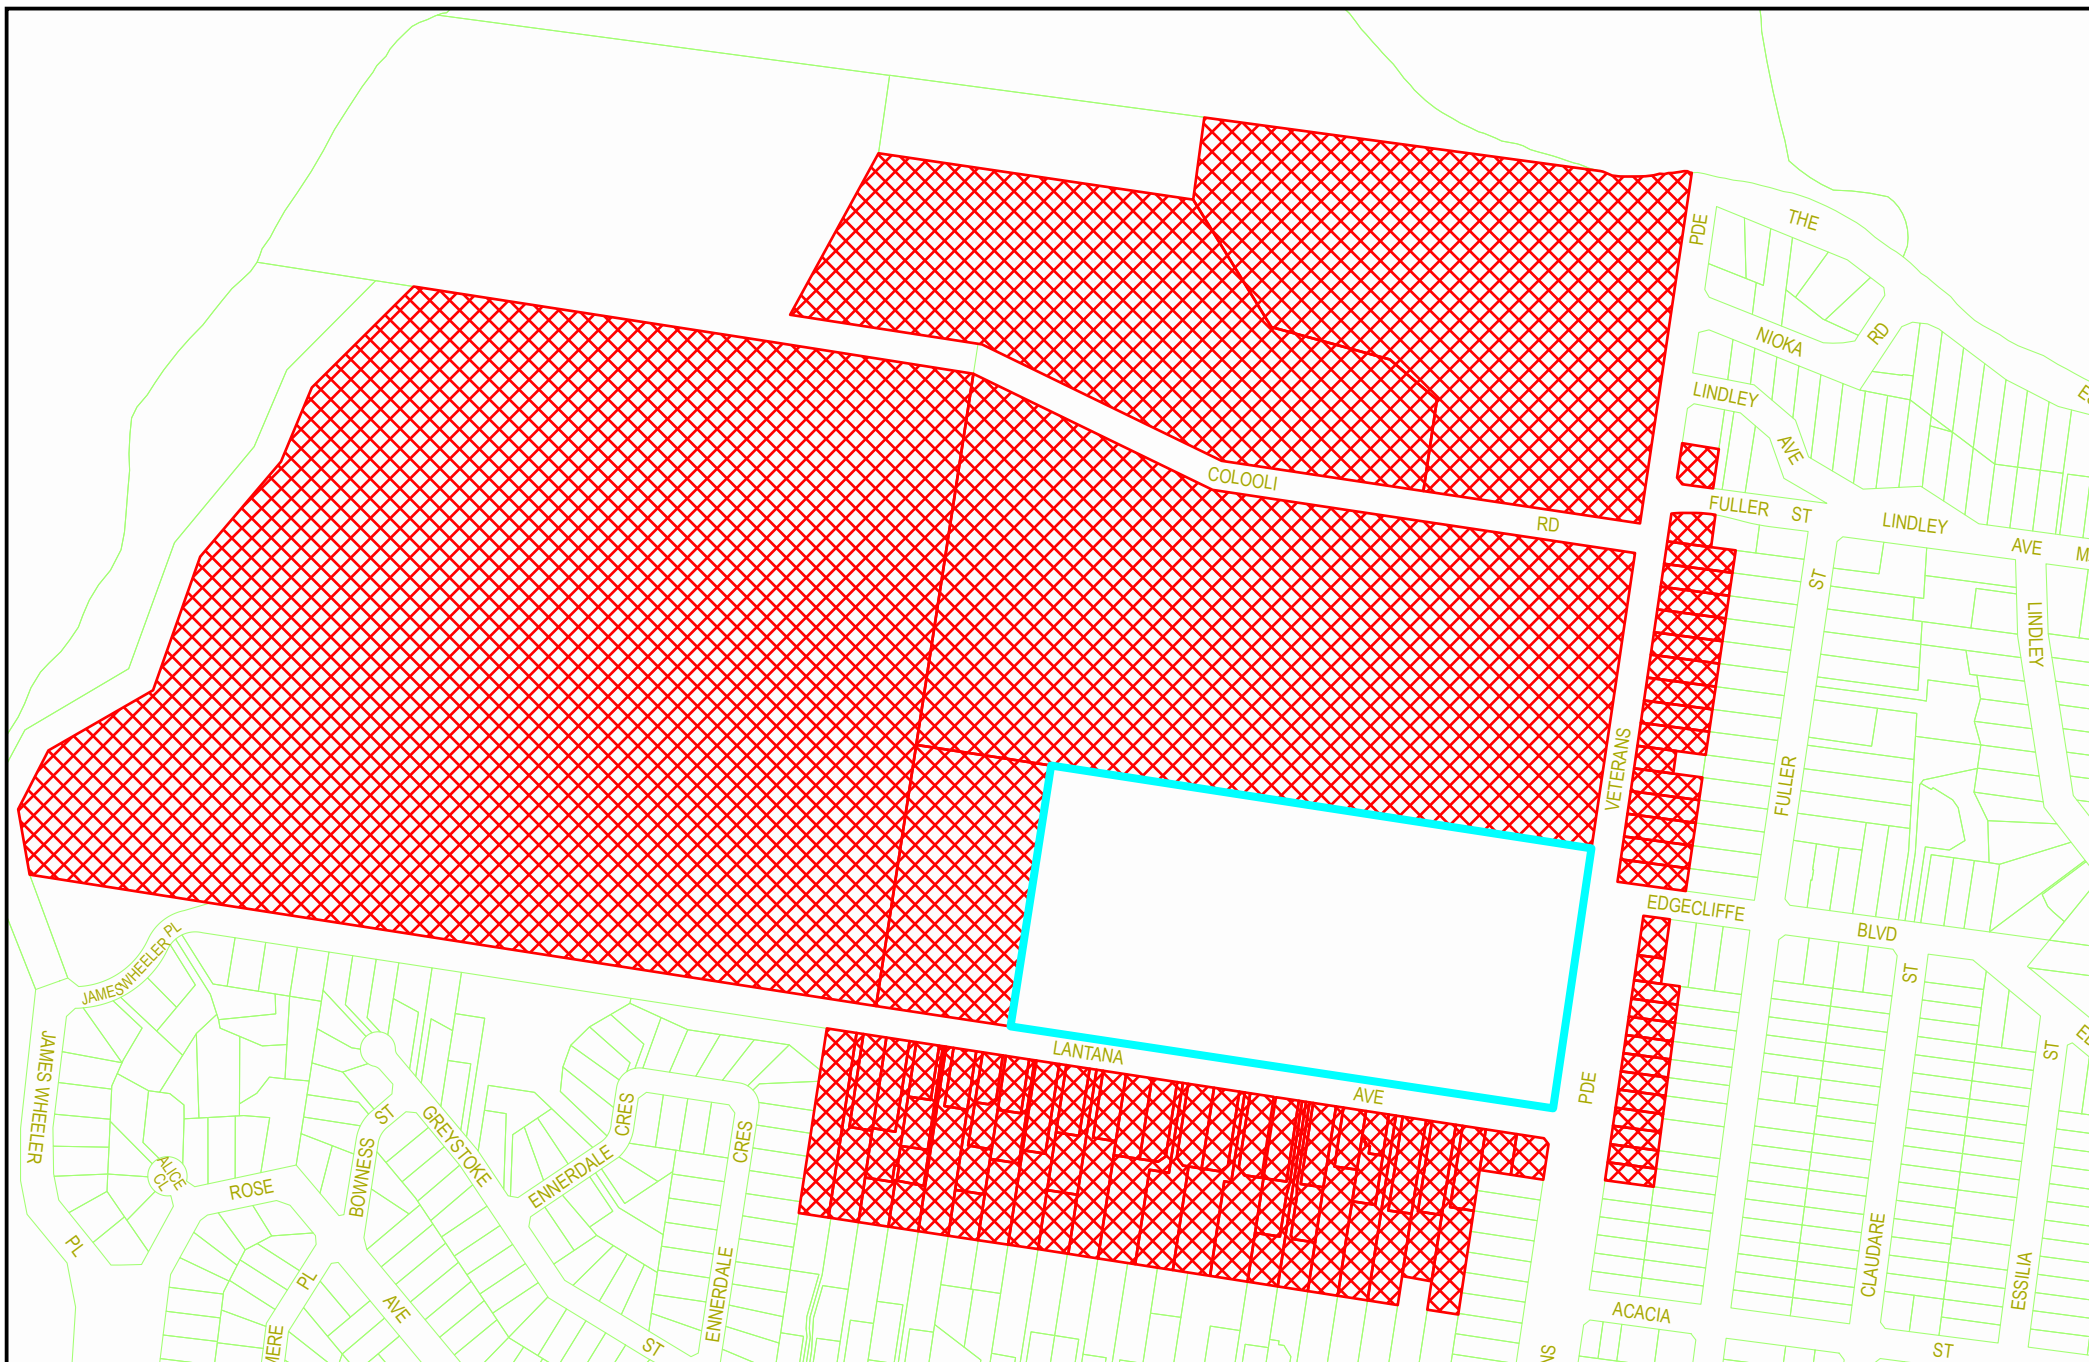 THE
PDE
NIOKA
RD
LINDLEY
AVE
COLOOLI
RD
FULLER ST
LINDLEY
AVE
ST
LINDLEY
VETERANS
FULLER
EDGECLIFFE
BLVD
ST
JAMES WHEELER PL
JAMES WHEELER
PL
LANTANA
AVE
PDE
ST
ST
GREYSTOKE
CRES
CRES
ENNERDALE
ALICE
CL
ROSE
BOWNESS
PL
AVE
ENNERDALE
ST
CLAUDARE
ESSILIA
ACACIA
ST